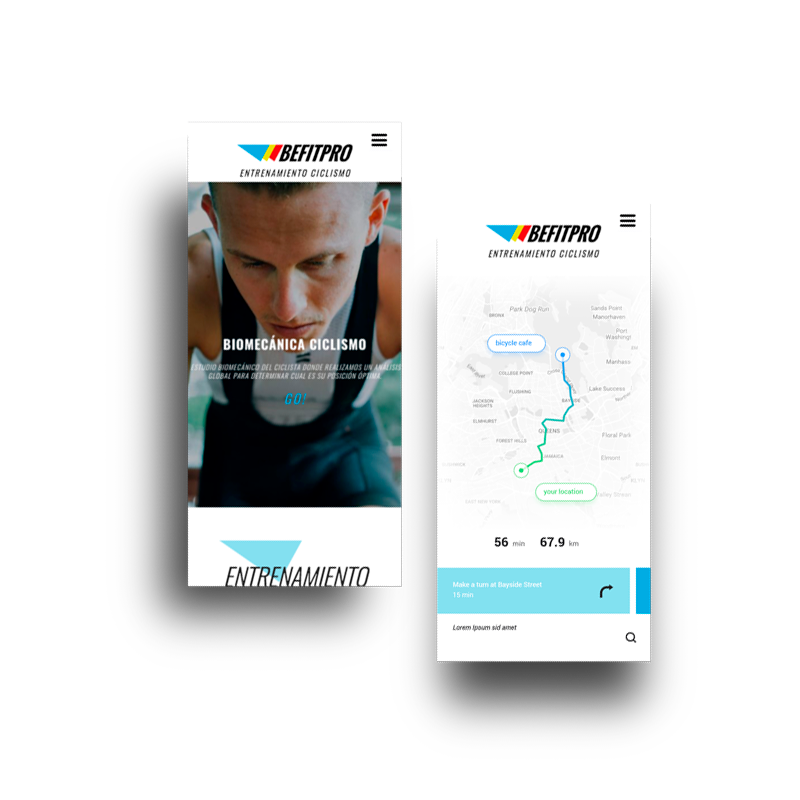 BEFITPRO
ENTRENAMIENTO CICLISMO
BIOMECÁNICA CICLISMO
ESTUDIO BIOMECÁNICO DEL CICLISTA DONDE REALIZAMOS UN ANÁLISIS
GLOBAL PARA DETERMINAR CUAL ES SU POSICIÓN ÓPTIMA
GO!
ENTRENAMIENTO
BEFITPRO
ENTRENAMIENTO CICLISMO
Park Dog Run
Sands Point
BRONX
Manorhaven
Port
Washingt
bicycle cafe
Manhass
COLLEGE POINT
FLUSHING
Lake Success
JACKSON
HEIGHTS
BAYSIDE
ELMHURST
QUEENS
Floral Park
FOREST HILLS
JAMAICA
Elmont
your location
Valley Stream
EAST NEW YORK
56 min 67.9 km
Make a turn at Bayside Street
15 min
Lorem Ipsum sid amet